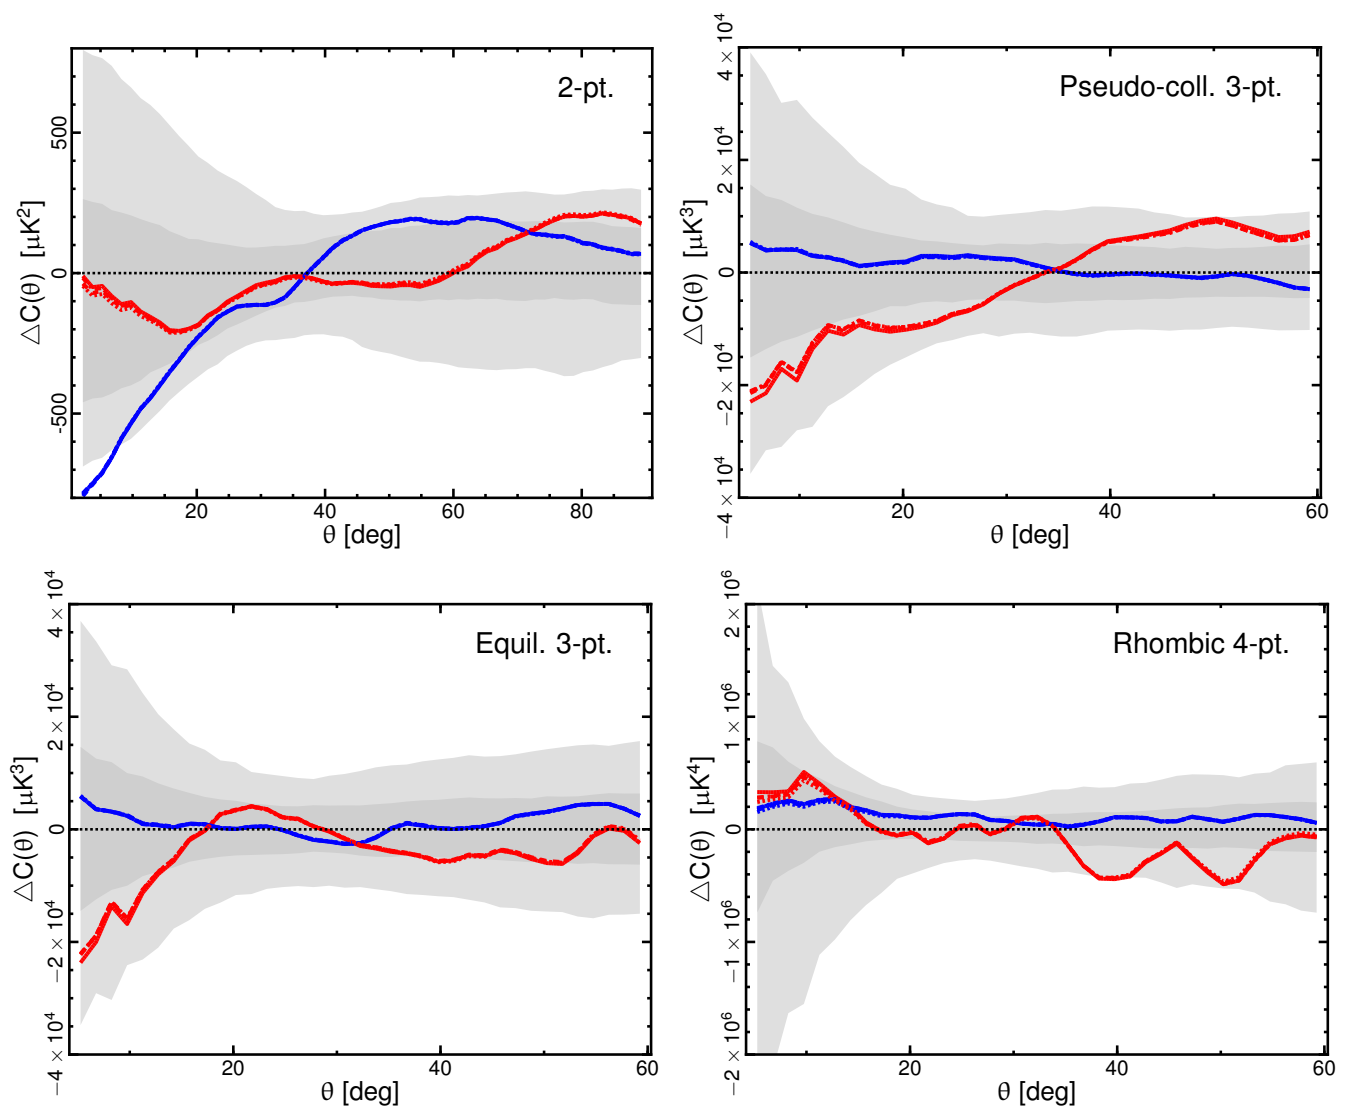 2-pt.
△C(θ) [μK²]
500
0
-500
20 40 60 80
θ [deg]
Pseudo-coll. 3-pt.
△C(θ) [μK³]
4 × 10⁴
2 × 10⁴
0
−2 × 10⁴
−4 × 10⁴
20 40 60
θ [deg]
Equil. 3-pt.
△C(θ) [μK³]
4 × 10⁴
2 × 10⁴
0
−2 × 10⁴
−4 × 10⁴
20 40 60
θ [deg]
Rhombic 4-pt.
△C(θ) [μK⁴]
2 × 10⁶
1 × 10⁶
0
−1 × 10⁶
−2 × 10⁶
20 40 60
θ [deg]